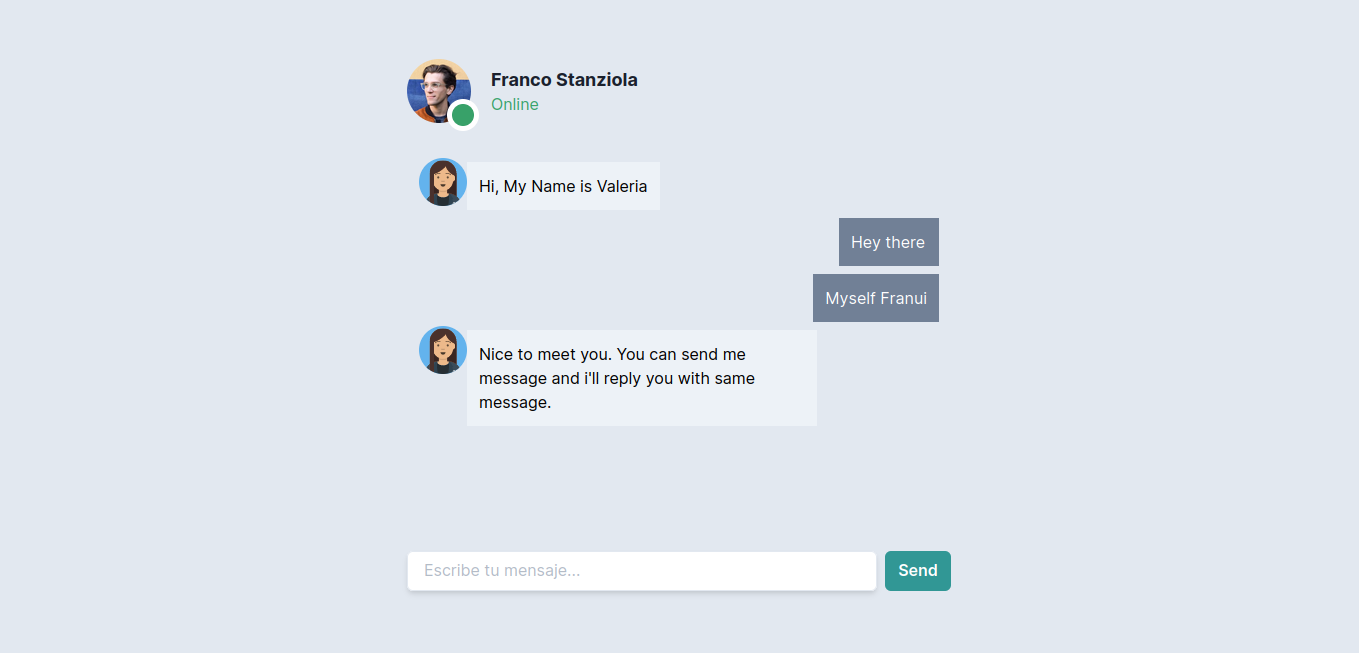 Franco Stanziola
Online
Hi, My Name is Valeria
Hey there
Myself Franui
Nice to meet you. You can send me
message and i'll reply you with same
message.
Escribe tu mensaje...
Send